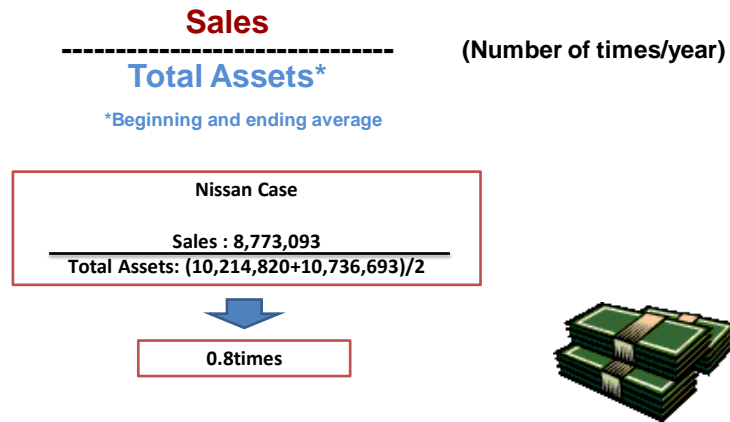 Sales
--------------------------------
(Number of times/year)
Total Assets*
*Beginning and ending average
Nissan Case
Sales : 8,773,093
Total Assets: (10,214,820+10,736,693)/2
0.8times